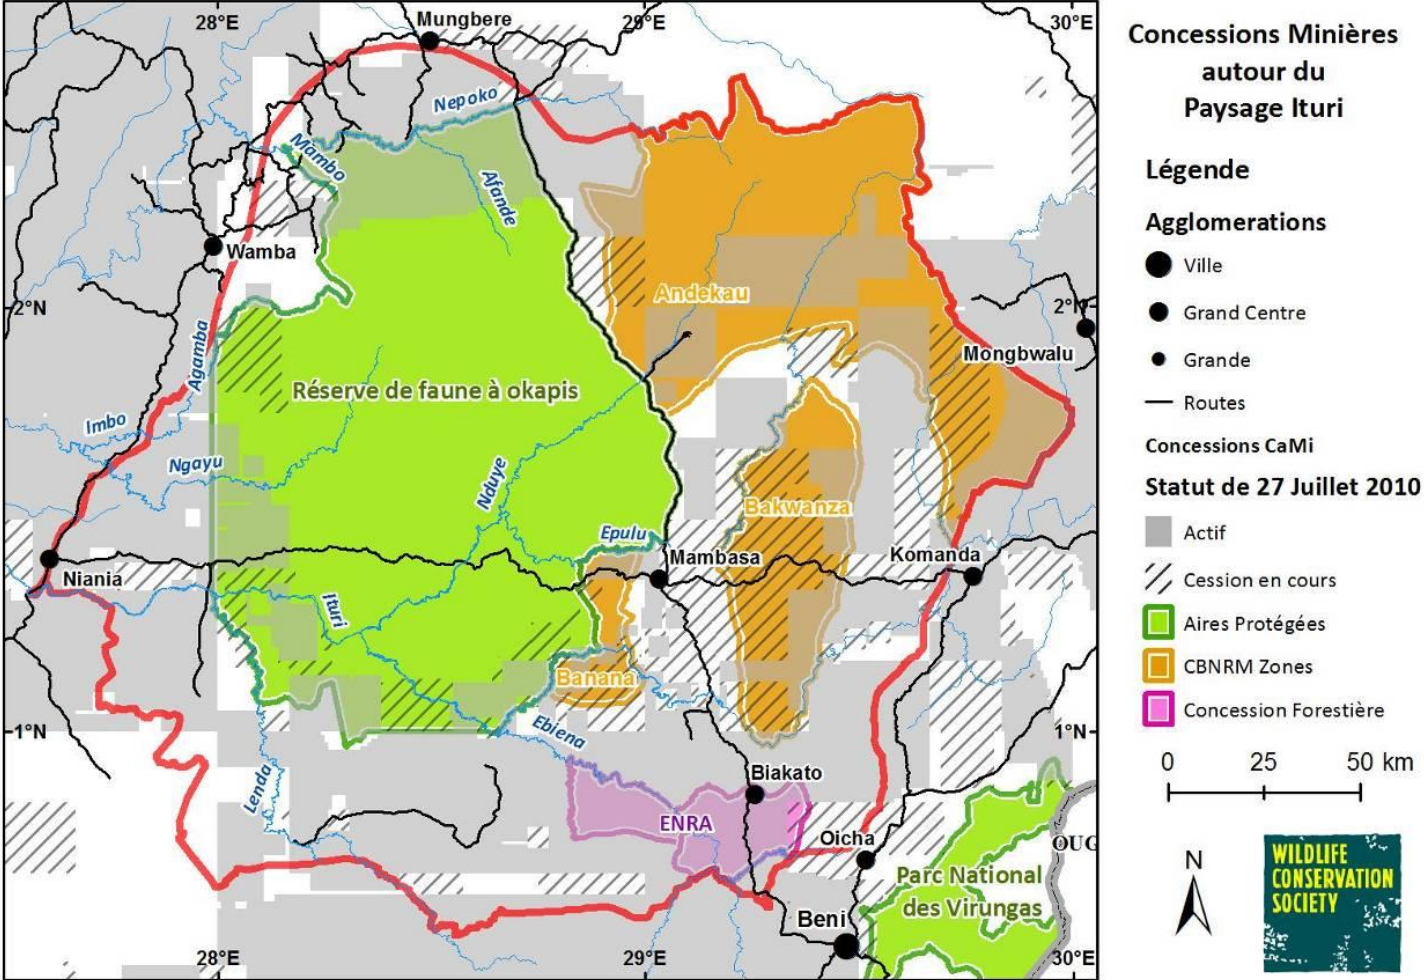 28°E
Mungbere
29°E
30°E
Nepoko
Mambo
Afande
Wamba
2°N
Andekau
2°N
Agamba
Mongbwalu
Réserve de faune à okapis
Imbo
Ngayu
Nduye
Bakwanza
Epulu
Mambasa
Komanda
Niania
Ituri
Banana
1°N
Ebiena
1°N
Lenda
Biakato
ENRA
Oicha
OUG
Parc National
des Virungas
Beni
28°E
29°E
30°E
Concessions Minières
autour du
Paysage Ituri
Légende
Agglomerations
Ville
Grand Centre
Grande
Routes
Concessions CaMi
Statut de 27 Juillet 2010
Actif
Cession en cours
Aires Protégées
CBNRM Zones
Concession Forestière
0 25 50 km
N
WILDLIFE
CONSERVATION
SOCIETY